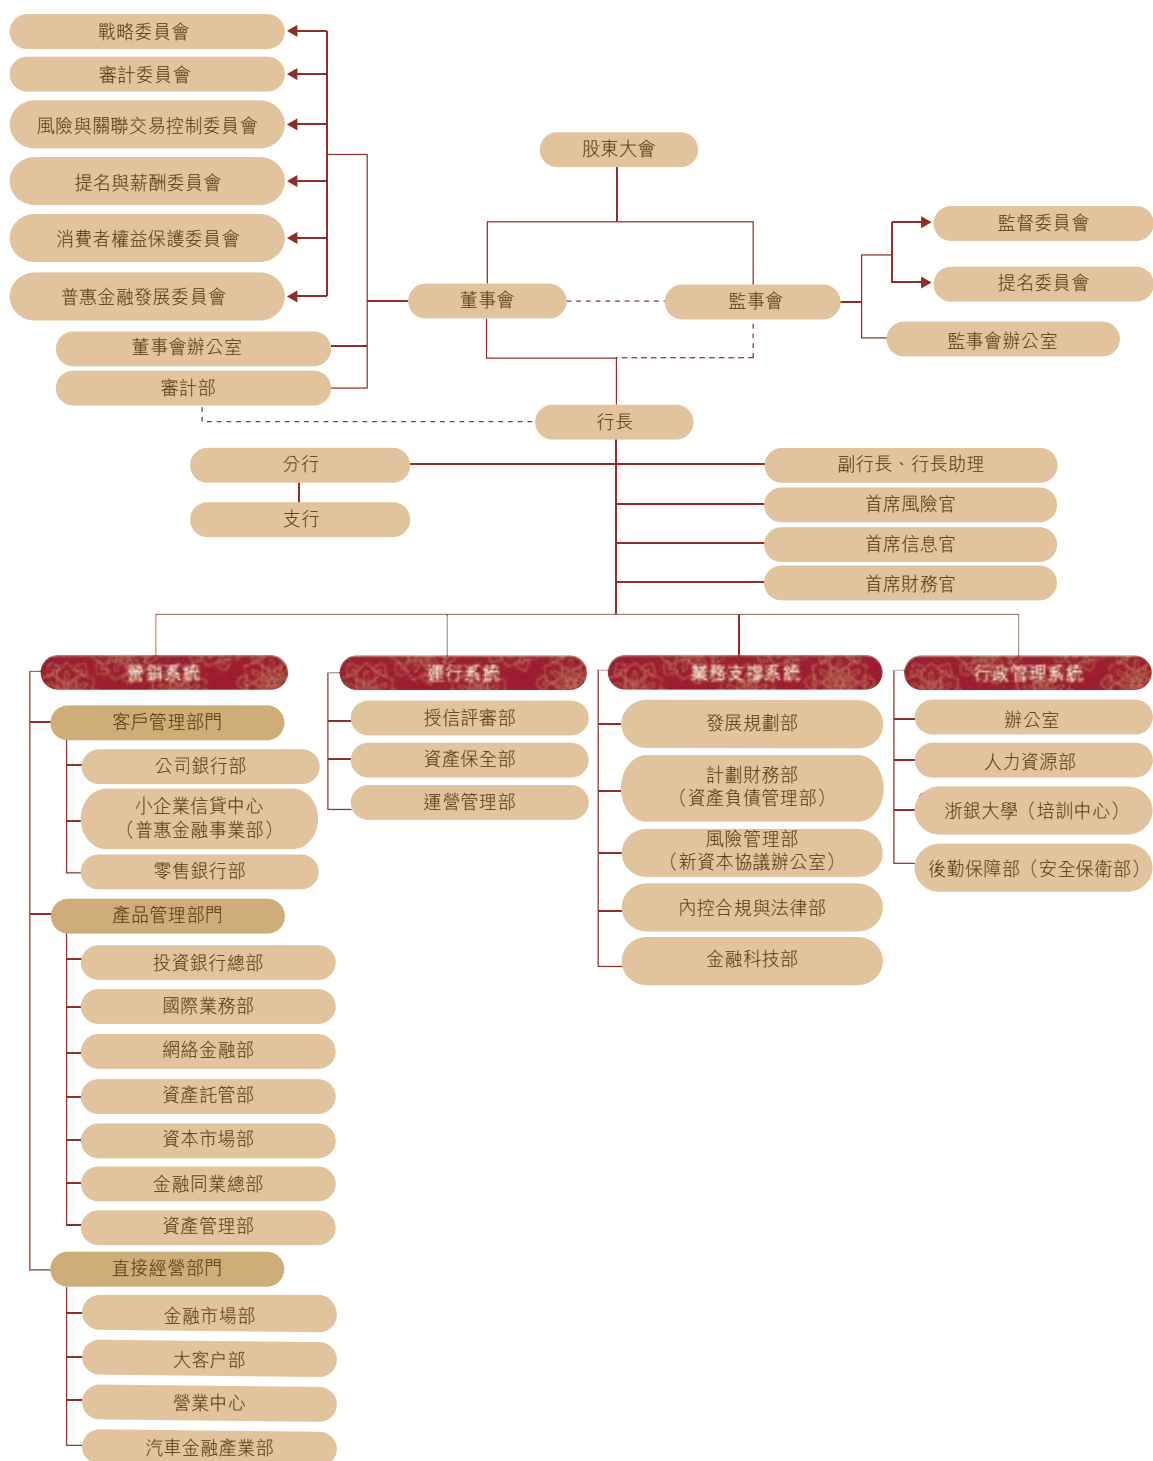 戰略委員會
審計委員會
風險與關聯交易控制委員會
提名與薪酬委員會
消費者權益保護委員會
普惠金融發展委員會
董事會辦公室
審計部
股東大會
董事會
監事會
監督委員會
提名委員會
監事會辦公室
行長
分行
支行
副行長、行長助理
首席風險官
首席信息官
首席財務官
營銷系統
客戶管理部門
公司銀行部
小企業信貸中心
（普惠金融事業部）
零售銀行部
產品管理部門
投資銀行總部
國際業務部
網絡金融部
資產託管部
資本市場部
金融同業總部
資產管理部
直接經營部門
金融市場部
大客户部
營業中心
汽車金融產業部
運行系統
授信評審部
資產保全部
運營管理部
業務支撐系統
發展規劃部
計劃財務部
（資產負債管理部）
風險管理部
（新資本協議辦公室）
內控合規與法律部
金融科技部
行政管理系統
辦公室
人力資源部
浙銀大學（培訓中心）
後勤保障部（安全保衛部）